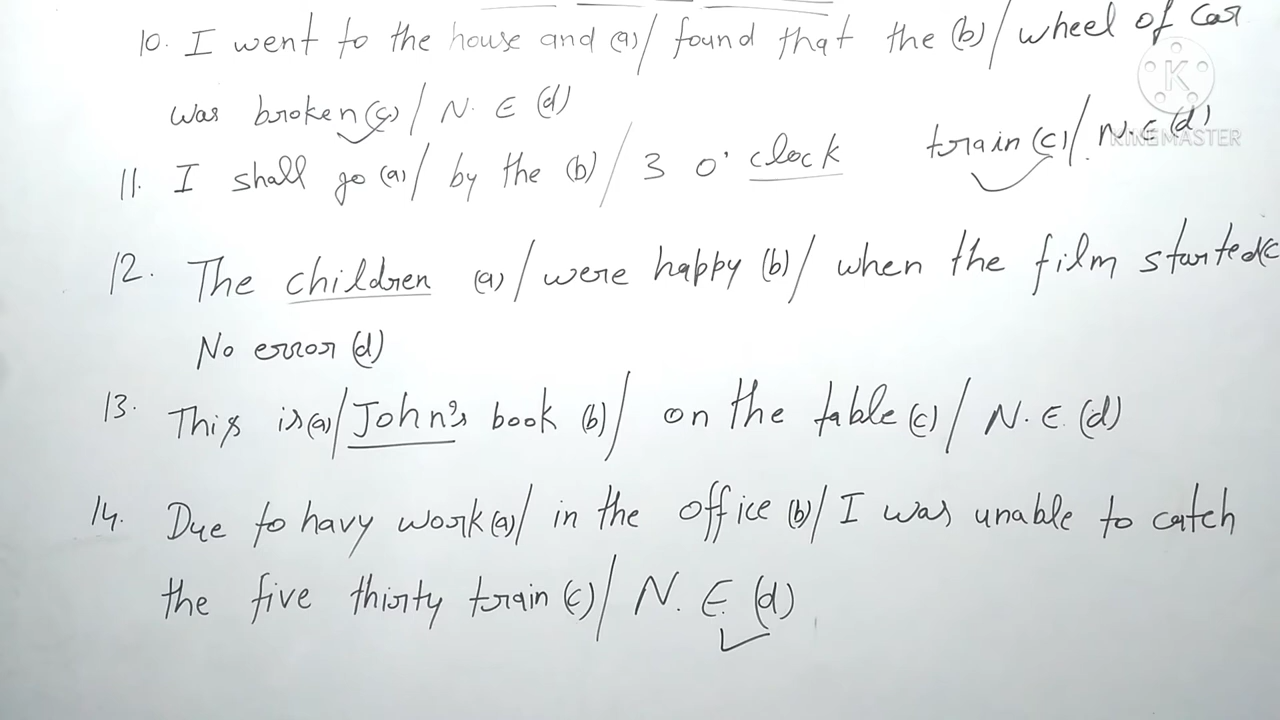 10. I went to the house and (a)/ found that the (b)/ wheel of car
was broken (c)/ N. E (d)
11. I shall go (a)/ by the (b)/ 3 o' clock train (c)/ N.E (d)
12. The children (a)/ were happy (b)/ when the film started(c
No error (d)
13. This is (a)/ John's book (b)/ on the table (c)/ N. E. (d)
14. Due to havy work (a)/ in the office (b)/ I was unable to catch
the five thirty train (c)/ N. E. (d)
K
KINEMASTER